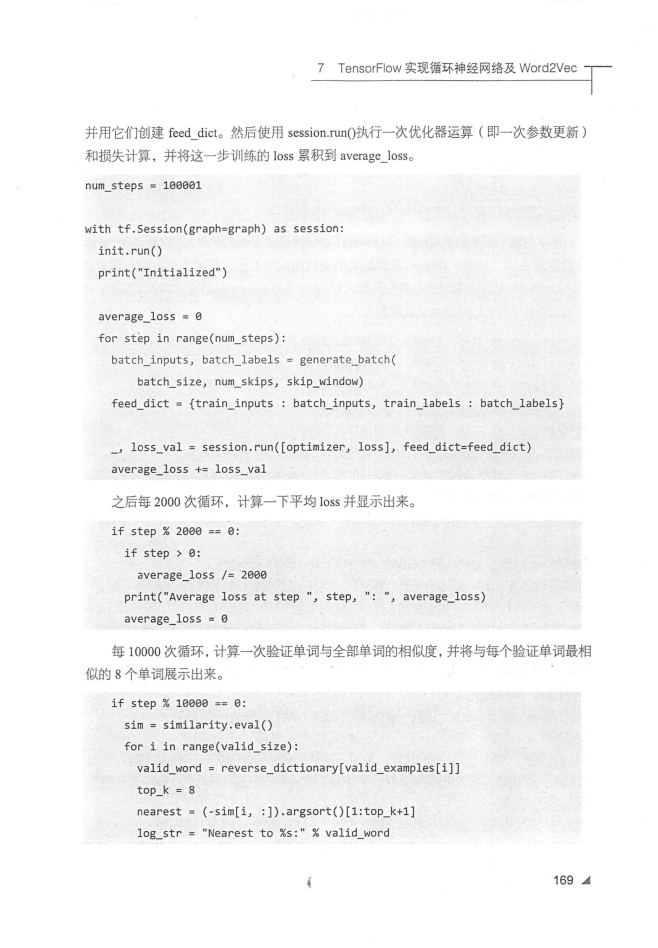 7 TensorFlow 实现循环神经网络及 Word2Vec
并用它们创建 feed_dict。然后使用 session.run()执行一次优化器运算（即一次参数更新）
和损失计算，并将这一步训练的 loss 累积到 average_loss。
num_steps = 100001
with tf.Session(graph=graph) as session:
  init.run()
  print("Initialized")
  average_loss = 0
  for step in range(num_steps):
    batch_inputs, batch_labels = generate_batch(
        batch_size, num_skips, skip_window)
    feed_dict = {train_inputs : batch_inputs, train_labels : batch_labels}
    _, loss_val = session.run([optimizer, loss], feed_dict=feed_dict)
    average_loss += loss_val
之后每 2000 次循环，计算一下平均 loss 并显示出来。
    if step % 2000 == 0:
      if step > 0:
        average_loss /= 2000
      print("Average loss at step ", step, ": ", average_loss)
      average_loss = 0
每 10000 次循环，计算一次验证单词与全部单词的相似度，并将与每个验证单词最相
似的 8 个单词展示出来。
    if step % 10000 == 0:
      sim = similarity.eval()
      for i in range(valid_size):
        valid_word = reverse_dictionary[valid_examples[i]]
        top_k = 8
        nearest = (-sim[i, :]).argsort()[1:top_k+1]
        log_str = "Nearest to %s:" % valid_word
169